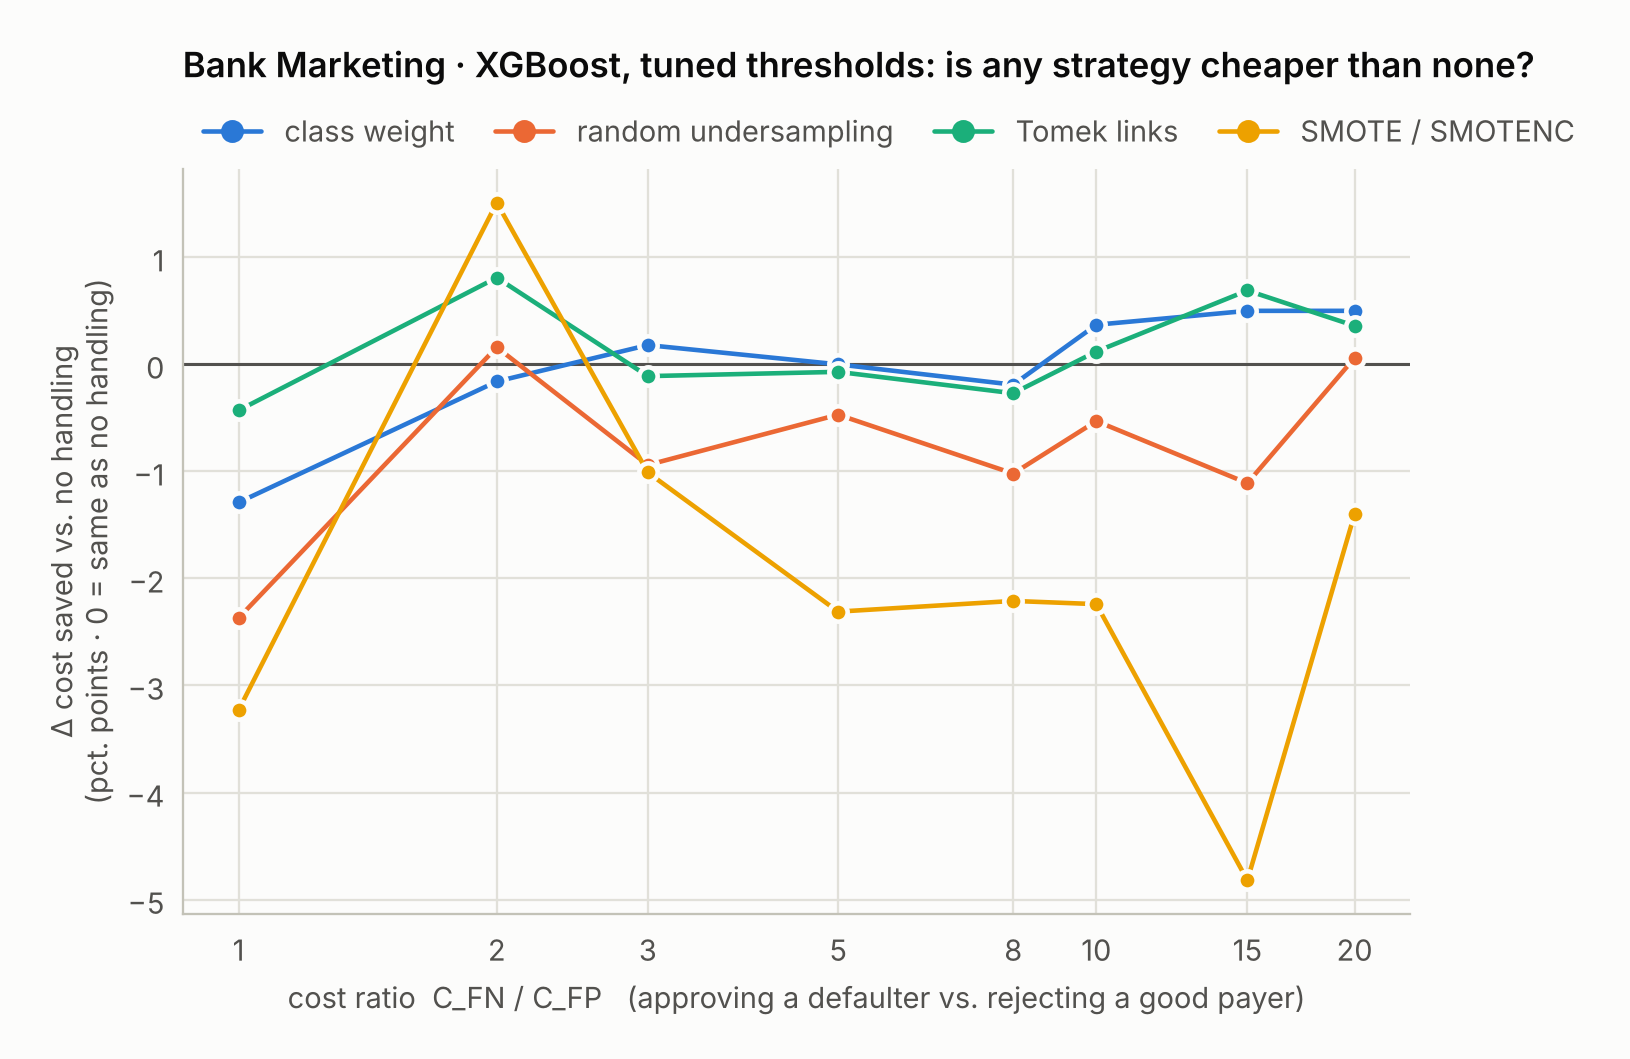 Bank Marketing · XGBoost, tuned thresholds: is any strategy cheaper than none?
class weight random undersampling Tomek links SMOTE / SMOTENC
Δ cost saved vs. no handling
(pct. points · 0 = same as no handling)
1
0
−1
−2
−3
−4
−5
1 2 3 5 8 10 15 20
cost ratio C_FN / C_FP (approving a defaulter vs. rejecting a good payer)